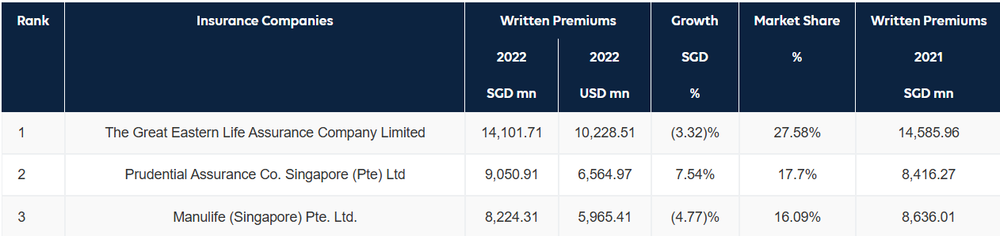 Rank Insurance Companies Written Premiums Growth Market Share Written Premiums
2022 2022 SGD % 2021
SGD mn USD mn % SGD mn
1 The Great Eastern Life Assurance Company Limited 14,101.71 10,228.51 (3.32)% 27.58% 14,585.96
2 Prudential Assurance Co. Singapore (Pte) Ltd 9,050.91 6,564.97 7.54% 17.7% 8,416.27
3 Manulife (Singapore) Pte. Ltd. 8,224.31 5,965.41 (4.77)% 16.09% 8,636.01